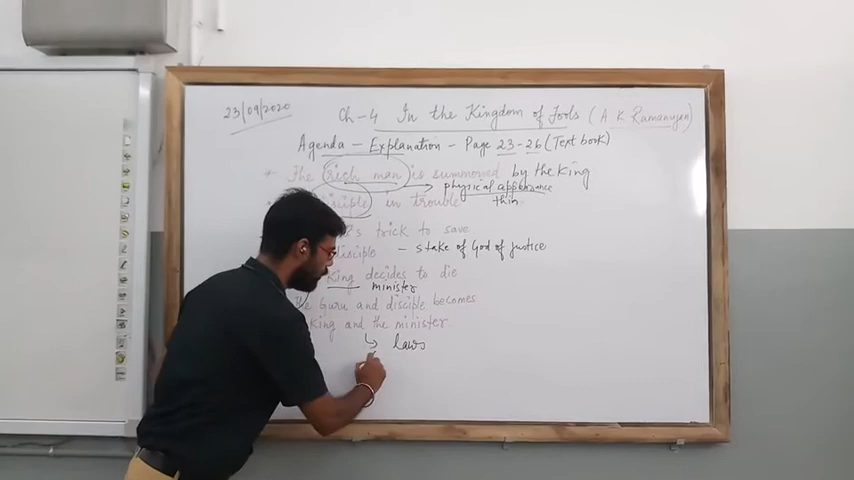 23/09/2020
Ch-4 In the Kingdom of Fools (A K Ramanujan)
Agenda - Explanation - Page 23-26 (Text book)
* The rich man is summoned by the King
→ physical appearance
in trouble
thin
trick to save
disciple - stake of God of Justice
King decides to die
minister
The Guru and disciple becomes
King and the minister
↳ laws